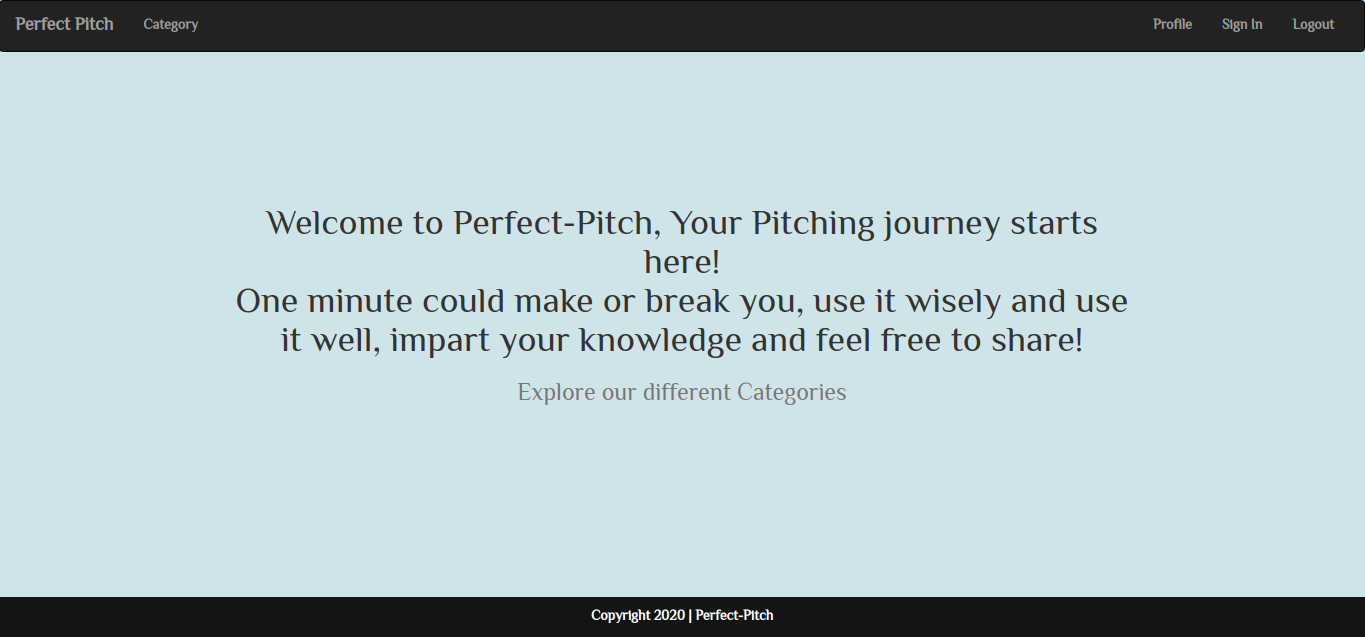 Perfect Pitch Category Profile Sign In Logout
Welcome to Perfect-Pitch, Your Pitching journey starts
here!
One minute could make or break you, use it wisely and use
it well, impart your knowledge and feel free to share!
Explore our different Categories
Copyright 2020 | Perfect-Pitch